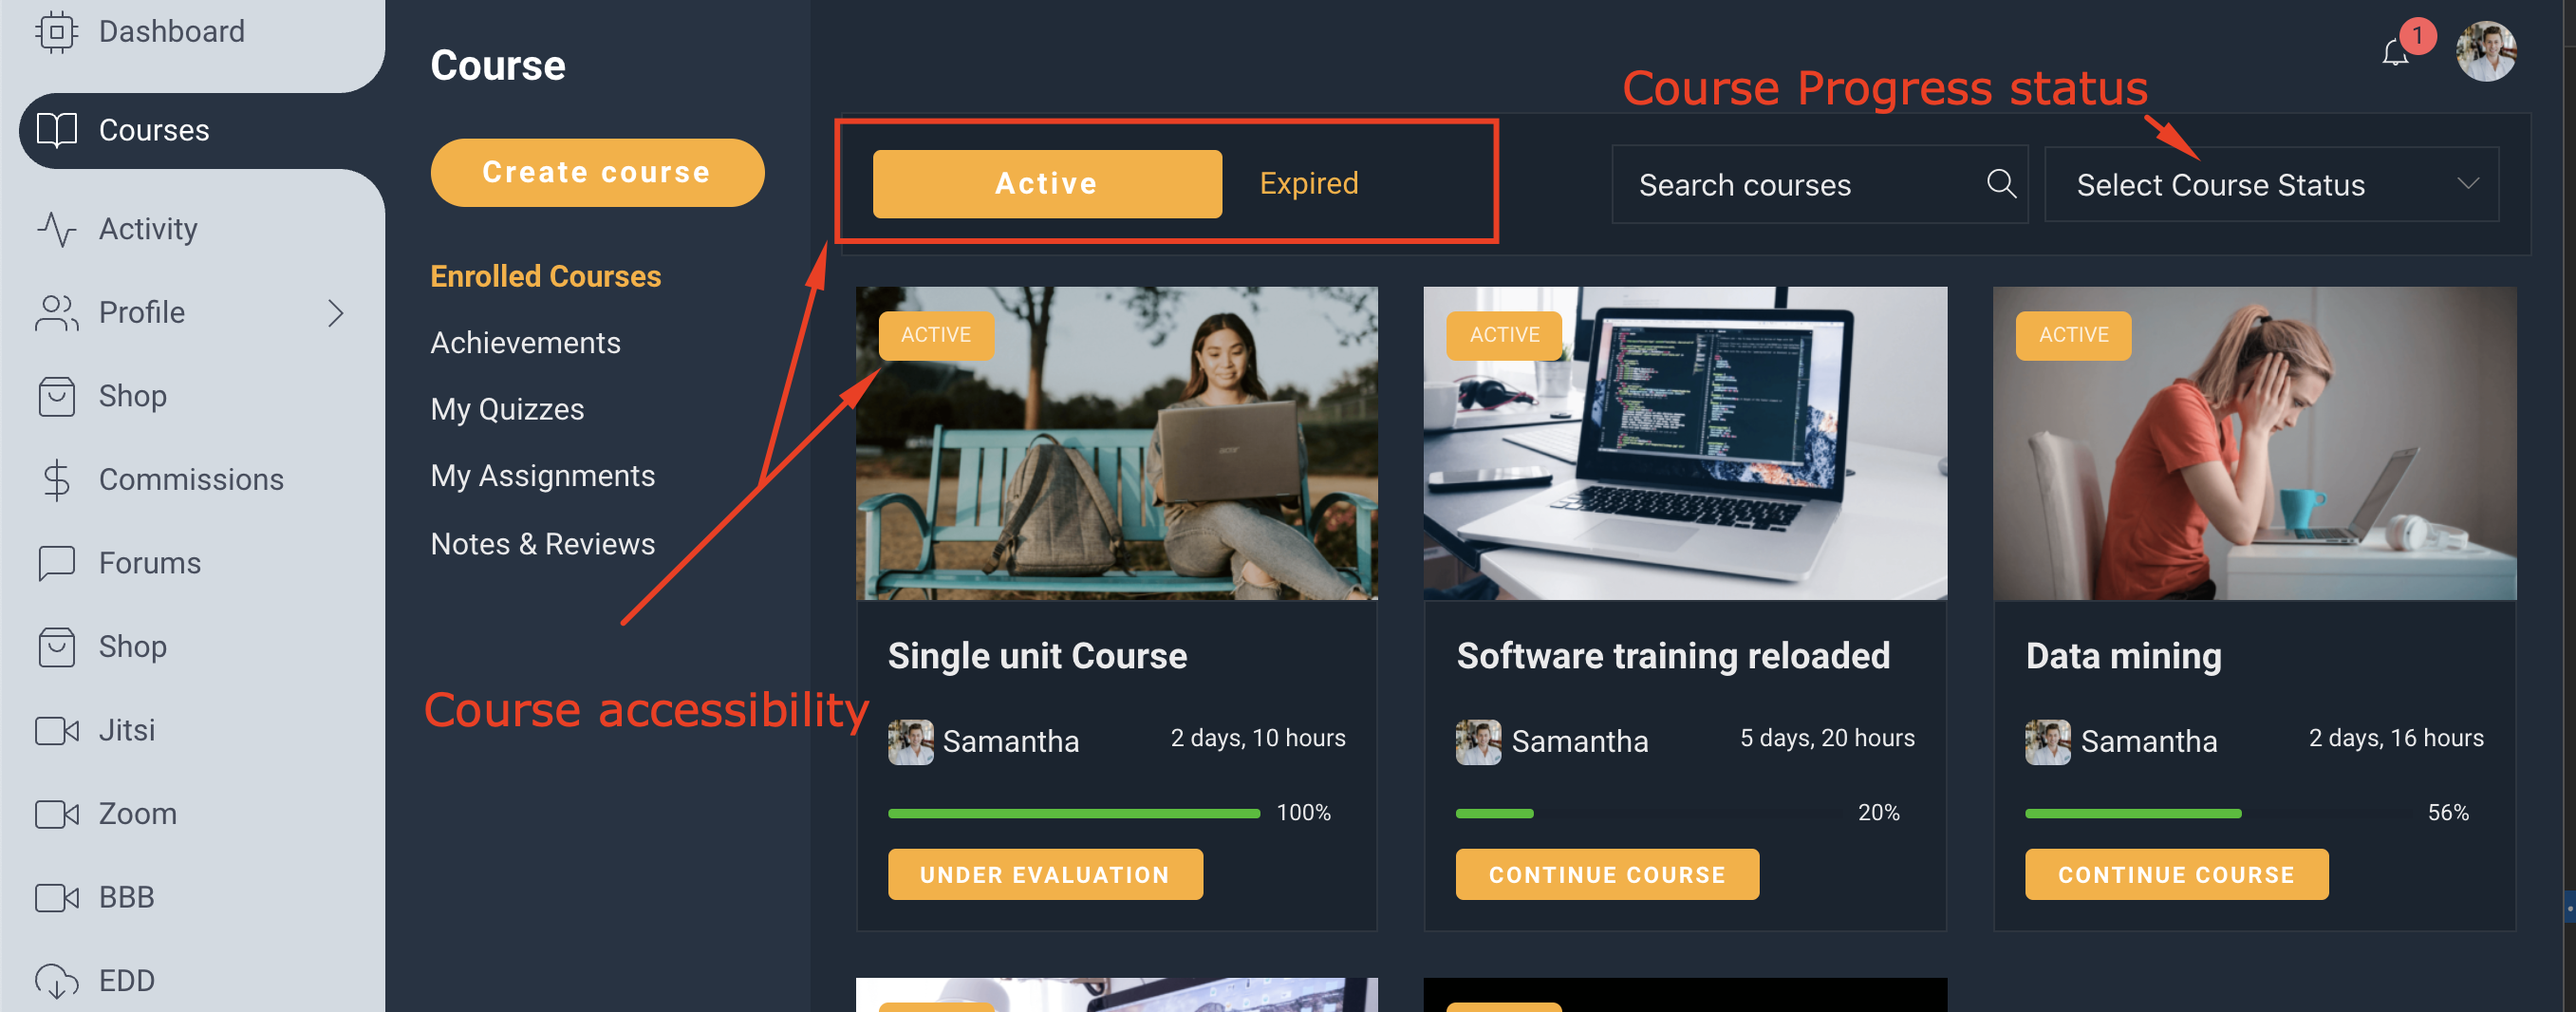 Dashboard
Courses
Activity
Profile
Shop
Commissions
Forums
Shop
Jitsi
Zoom
BBB
EDD
Course
Create course
Enrolled Courses
Achievements
My Quizzes
My Assignments
Notes & Reviews
Course accessibility
1
Course Progress status
Active
Expired
Search courses
Select Course Status
ACTIVE
Single unit Course
Samantha
2 days, 10 hours
100%
UNDER EVALUATION
ACTIVE
Software training reloaded
Samantha
5 days, 20 hours
20%
CONTINUE COURSE
ACTIVE
Data mining
Samantha
2 days, 16 hours
56%
CONTINUE COURSE